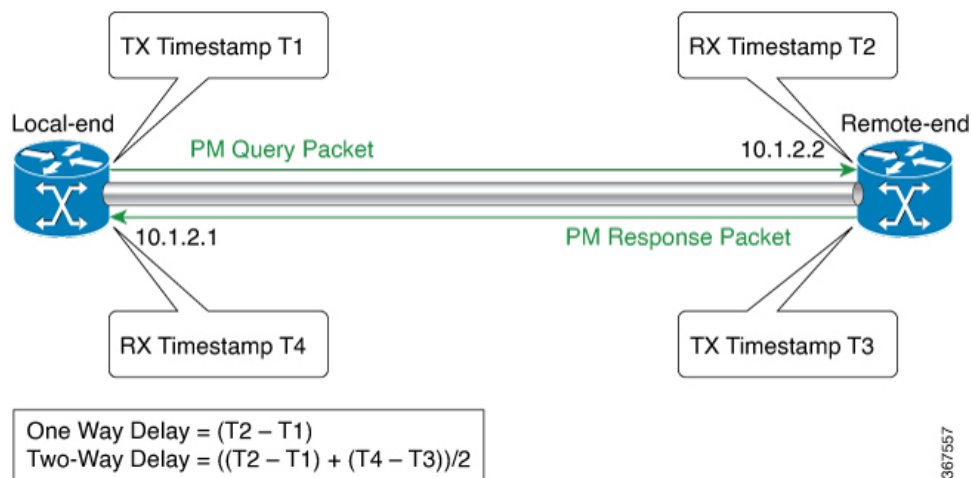 TX Timestamp T1
RX Timestamp T2
Local-end
Remote-end
PM Query Packet
10.1.2.2
10.1.2.1
PM Response Packet
RX Timestamp T4
TX Timestamp T3
One Way Delay = (T2 – T1)
Two-Way Delay = ((T2 – T1) + (T4 – T3))/2
367557